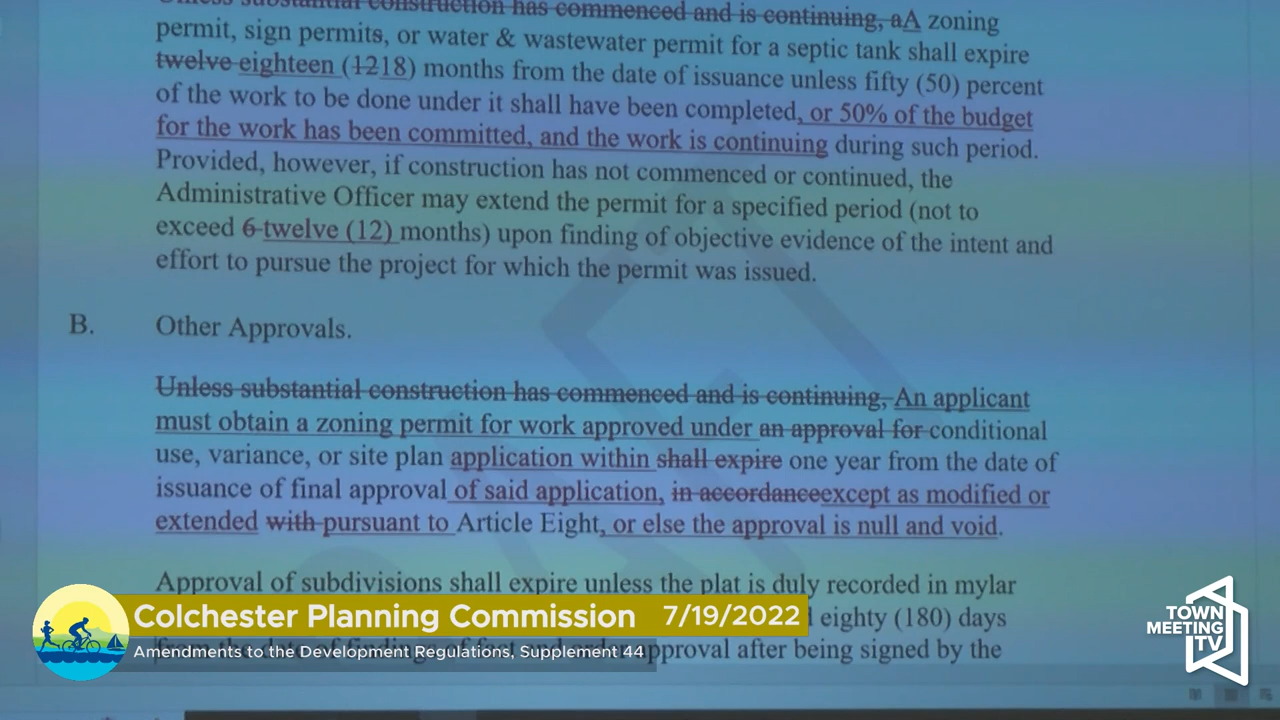 Unless substantial construction has commenced and is continuing, aA zoning
permit, sign permits, or water & wastewater permit for a septic tank shall expire
twelve eighteen (1218) months from the date of issuance unless fifty (50) percent
of the work to be done under it shall have been completed, or 50% of the budget
for the work has been committed, and the work is continuing during such period.
Provided, however, if construction has not commenced or continued, the
Administrative Officer may extend the permit for a specified period (not to
exceed 6 twelve (12) months) upon finding of objective evidence of the intent and
effort to pursue the project for which the permit was issued.
B. Other Approvals.
Unless substantial construction has commenced and is continuing, An applicant
must obtain a zoning permit for work approved under an approval for conditional
use, variance, or site plan application within shall expire one year from the date of
issuance of final approval of said application, in accordanceexcept as modified or
extended with pursuant to Article Eight, or else the approval is null and void.
Approval of subdivisions shall expire unless the plat is duly recorded in mylar
eighty (180) days
approval after being signed by the
Colchester Planning Commission 7/19/2022
Amendments to the Development Regulations, Supplement 44
TOWN
MEETING
TV